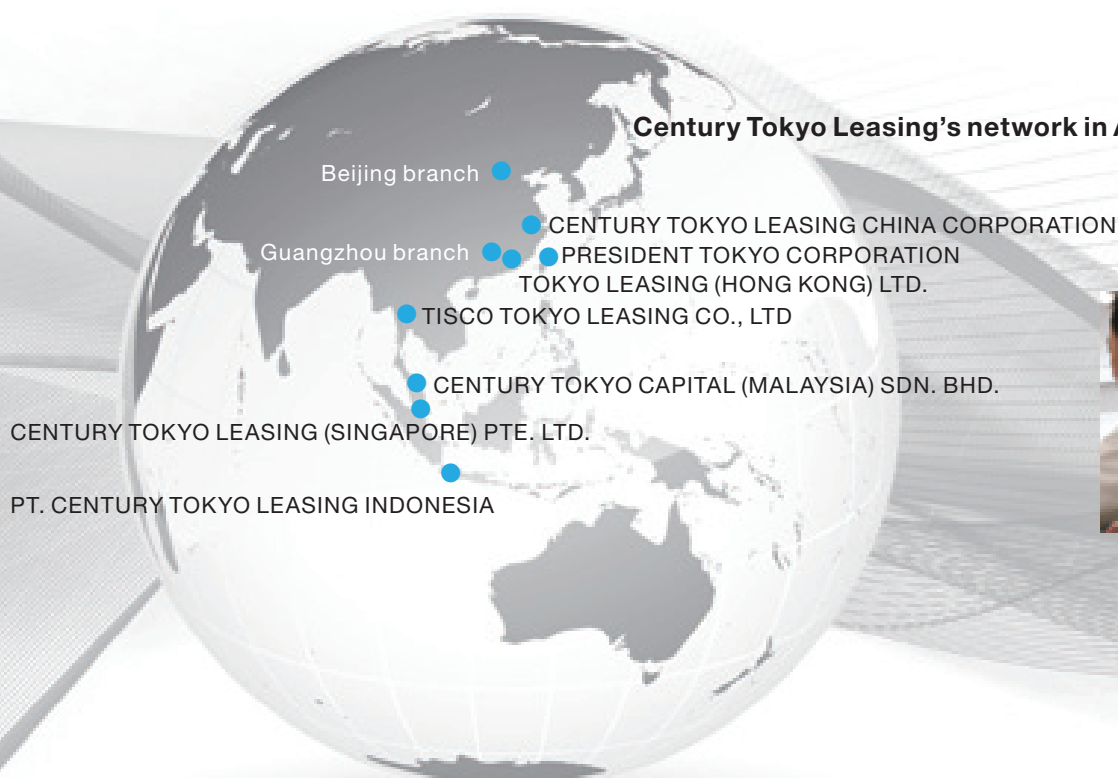 Century Tokyo Leasing's network in
Beijing branch
CENTURY TOKYO LEASING CHINA CORPORATION
Guangzhou branch
PRESIDENT TOKYO CORPORATION
TOKYO LEASING (HONG KONG) LTD.
TISCO TOKYO LEASING CO., LTD
CENTURY TOKYO CAPITAL (MALAYSIA) SDN. BHD.
CENTURY TOKYO LEASING (SINGAPORE) PTE. LTD.
PT. CENTURY TOKYO LEASING INDONESIA